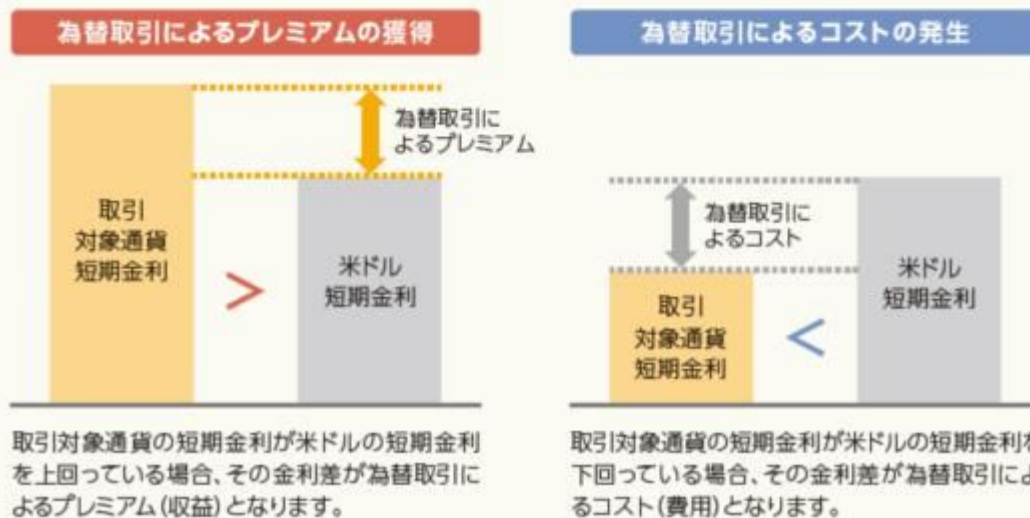 為替取引によるプレミアムの獲得
為替取引に
よるプレミアム
取引
対象通貨
短期金利
>
米ドル
短期金利
取引対象通貨の短期金利が米ドルの短期金利
を上回っている場合、その金利差が為替取引に
よるプレミアム(収益)となります。
為替取引によるコストの発生
為替取引に
よるコスト
取引
対象通貨
短期金利
<
米ドル
短期金利
取引対象通貨の短期金利が米ドルの短期金利を
下回っている場合、その金利差が為替取引によ
るコスト(費用)となります。